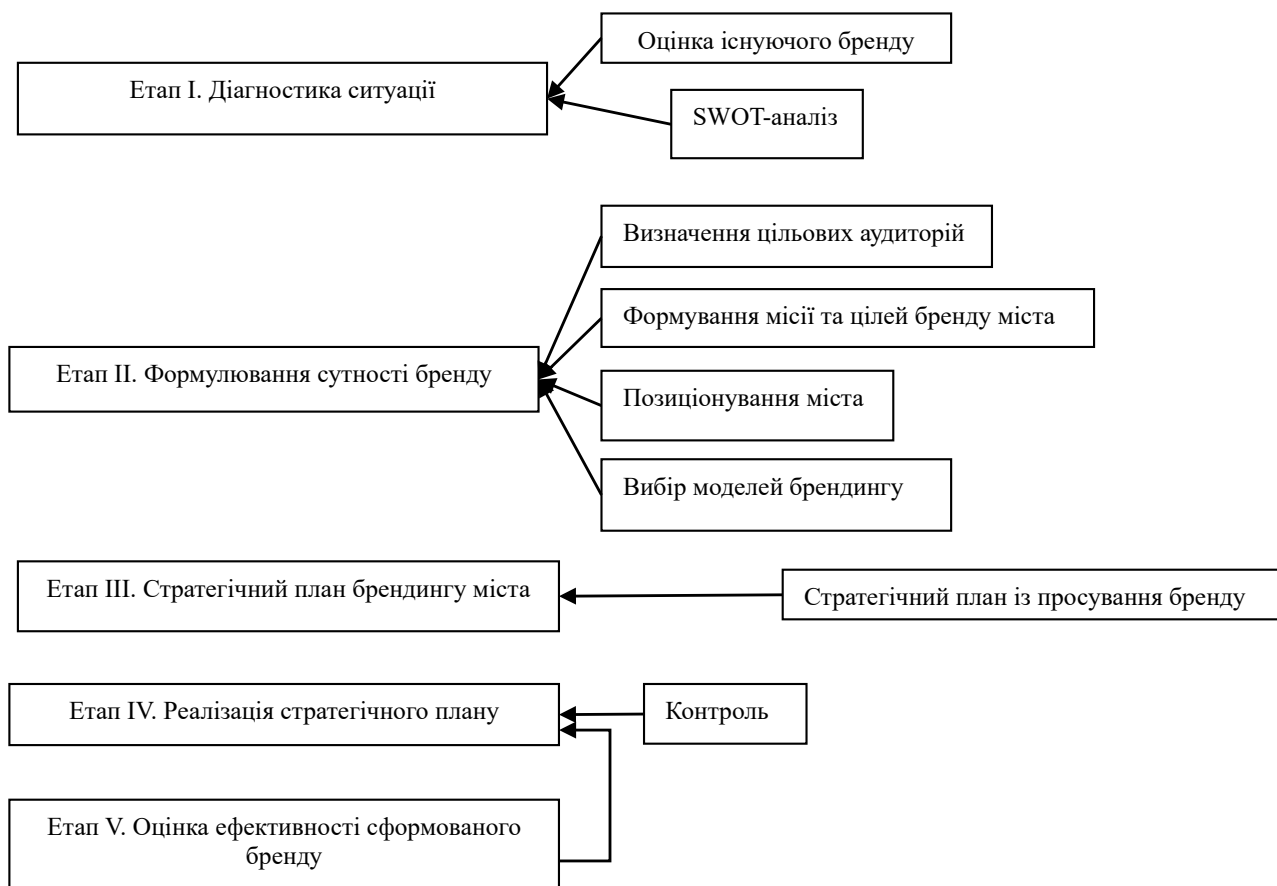 Оцінка існуючого бренду
Етап I. Діагностика ситуації
SWOT-аналіз
Визначення цільових аудиторій
Формування місії та цілей бренду міста
Етап II. Формулювання сутності бренду
Позиціонування міста
Вибір моделей брендингу
Етап III. Стратегічний план брендингу міста
Стратегічний план із просування бренду
Етап IV. Реалізація стратегічного плану
Контроль
Етап V. Оцінка ефективності сформованого
бренду